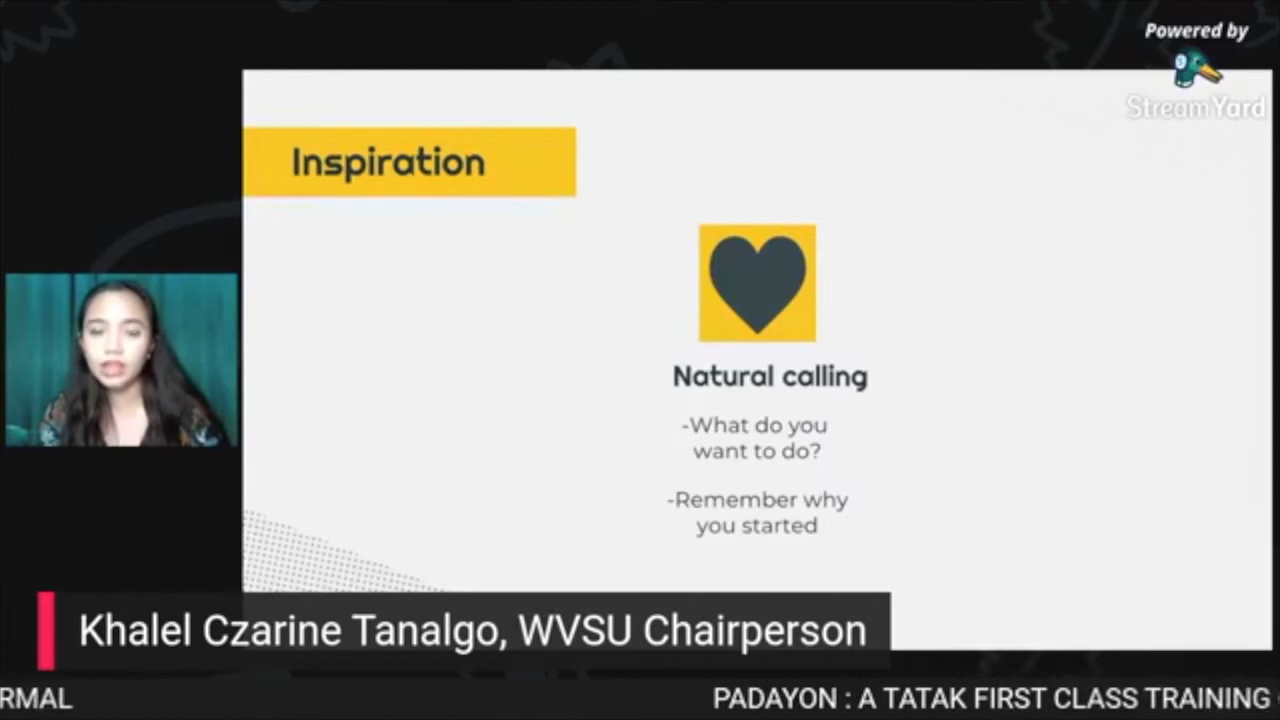 Powered by
StreamYard
Inspiration
Natural calling
-What do you
want to do?
-Remember why
you started
Khalel Czarine Tanalgo, WVSU Chairperson
RMAL
PADAYON : A TATAK FIRST CLASS TRAINING